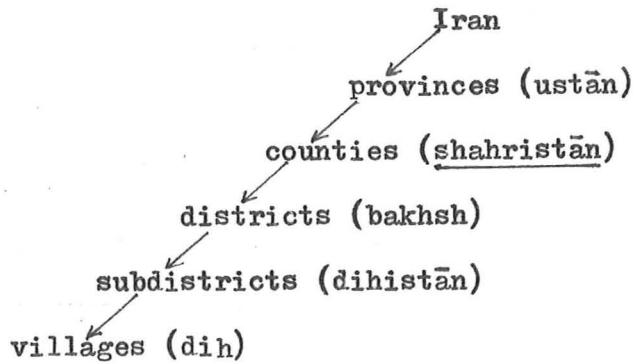 Iran
provinces (ustān)
counties (shahristān)
districts (bakhsh)
subdistricts (dihistān)
villages (dih)